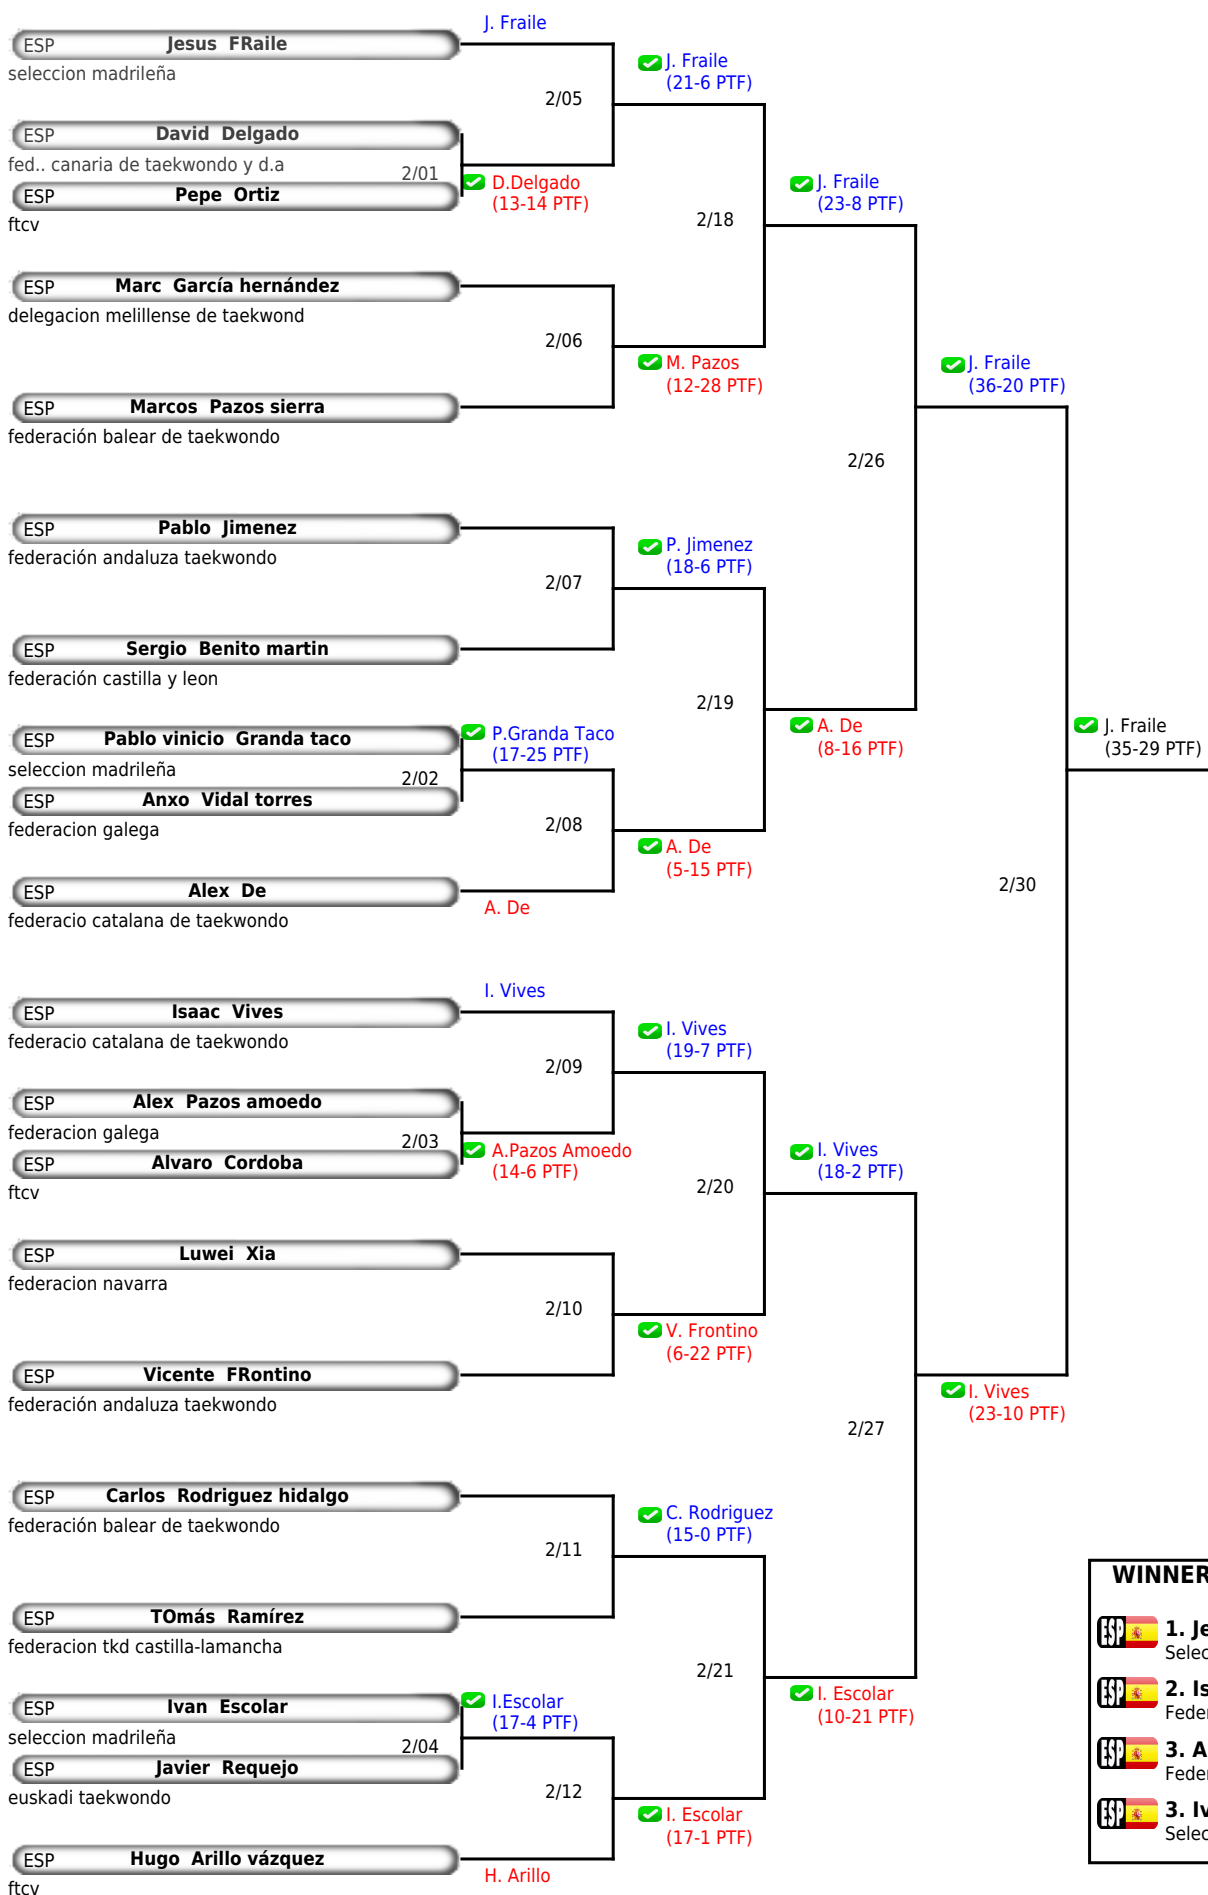 J. Fraile
ESP Jesus FRaile
seleccion madrileña
J. Fraile
(21-6 PTF)
2/05
ESP David Delgado
fed.. canaria de taekwondo y d.a
2/01
ESP Pepe Ortiz
ftcv
D.Delgado
(13-14 PTF)
J. Fraile
(23-8 PTF)
2/18
ESP Marc García hernández
delegacion melillense de taekwond
2/06
M. Pazos
(12-28 PTF)
J. Fraile
(36-20 PTF)
ESP Marcos Pazos sierra
federación balear de taekwondo
2/26
ESP Pablo Jimenez
federación andaluza taekwondo
P. Jimenez
(18-6 PTF)
2/07
ESP Sergio Benito martin
federación castilla y leon
2/19
ESP Pablo vinicio Granda taco
seleccion madrileña
2/02
P.Granda Taco
(17-25 PTF)
A. De
(8-16 PTF)
J. Fraile
(35-29 PTF)
ESP Anxo Vidal torres
federacion galega
2/08
A. De
(5-15 PTF)
ESP Alex De
federacio catalana de taekwondo
A. De
2/30
I. Vives
ESP Isaac Vives
federacio catalana de taekwondo
I. Vives
(19-7 PTF)
2/09
ESP Alex Pazos amoedo
federacion galega
2/03
ESP Alvaro Cordoba
ftcv
A.Pazos Amoedo
(14-6 PTF)
I. Vives
(18-2 PTF)
2/20
ESP Luwei Xia
federacion navarra
2/10
V. Frontino
(6-22 PTF)
ESP Vicente FRontino
federación andaluza taekwondo
I. Vives
(23-10 PTF)
2/27
ESP Carlos Rodriguez hidalgo
federación balear de taekwondo
C. Rodriguez
(15-0 PTF)
2/11
ESP TOmás Ramírez
federacion tkd castilla-lamancha
2/21
ESP Ivan Escolar
seleccion madrileña
2/04
I.Escolar
(17-4 PTF)
I. Escolar
(10-21 PTF)
ESP Javier Requejo
euskadi taekwondo
2/12
I. Escolar
(17-1 PTF)
ESP Hugo Arillo vázquez
ftcv
H. Arillo
WINNER
ESP 1. Je
Selec
ESP 2. Is
Feder
ESP 3. A
Feder
ESP 3. Iv
Selec